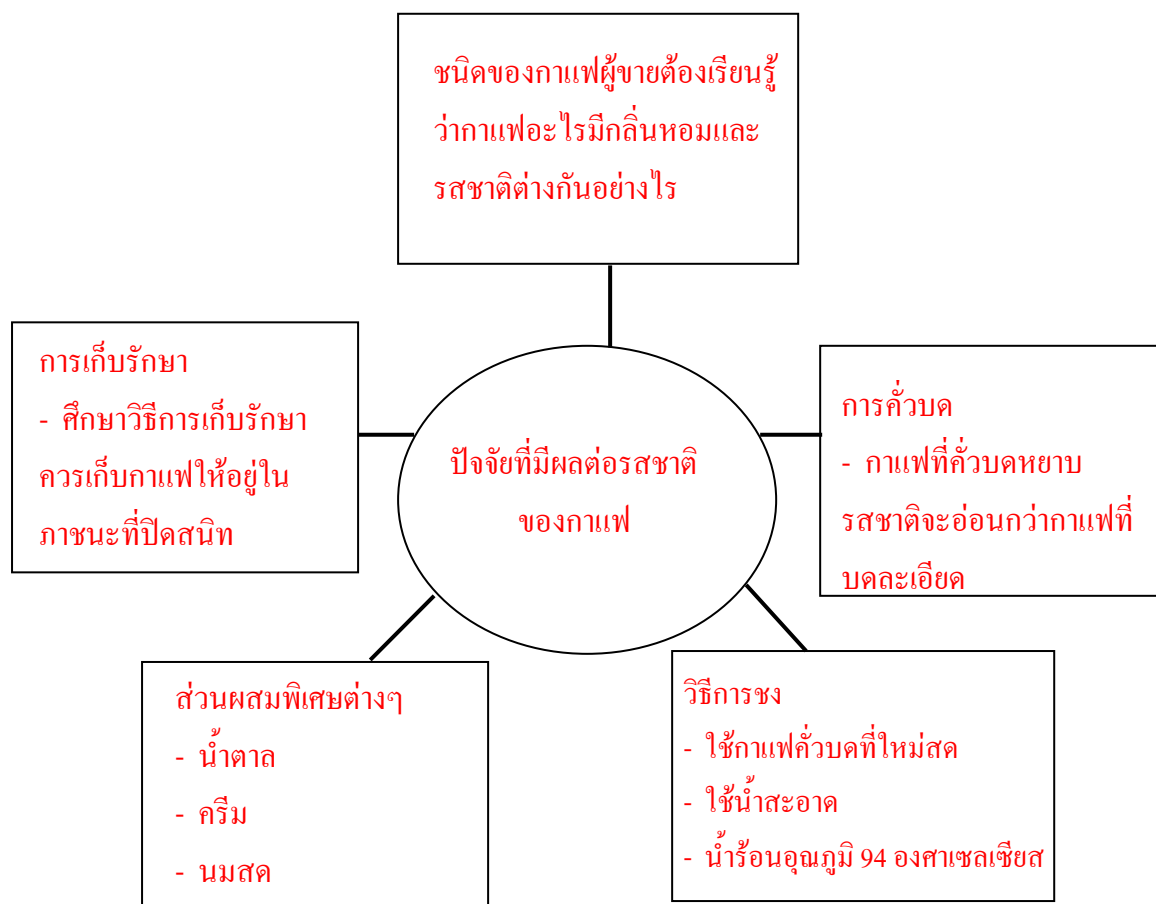 ชนิดของกาแฟผู้ขายต้องเรียนรู้
ว่ากาแฟอะไรมีกลิ่นหอมและ
รสชาติต่างกันอย่างไร
การเก็บรักษา
- ศึกษาวิธีการเก็บรักษา
ควรเก็บกาแฟให้อยู่ใน
ภาชนะที่ปิดสนิท
ปัจจัยที่มีผลต่อรสชาติ
ของกาแฟ
การคั่วบด
- กาแฟที่คั่วบดหยาบ
รสชาติจะอ่อนกว่ากาแฟที่
บดละเอียด
ส่วนผสมพิเศษต่างๆ
- น้ำตาล
- ครีม
- นมสด
วิธีการชง
- ใช้กาแฟคั่วบดที่ใหม่สด
- ใช้น้ำสะอาด
- น้ำร้อนอุณภูมิ 94 องศาเซลเซียส